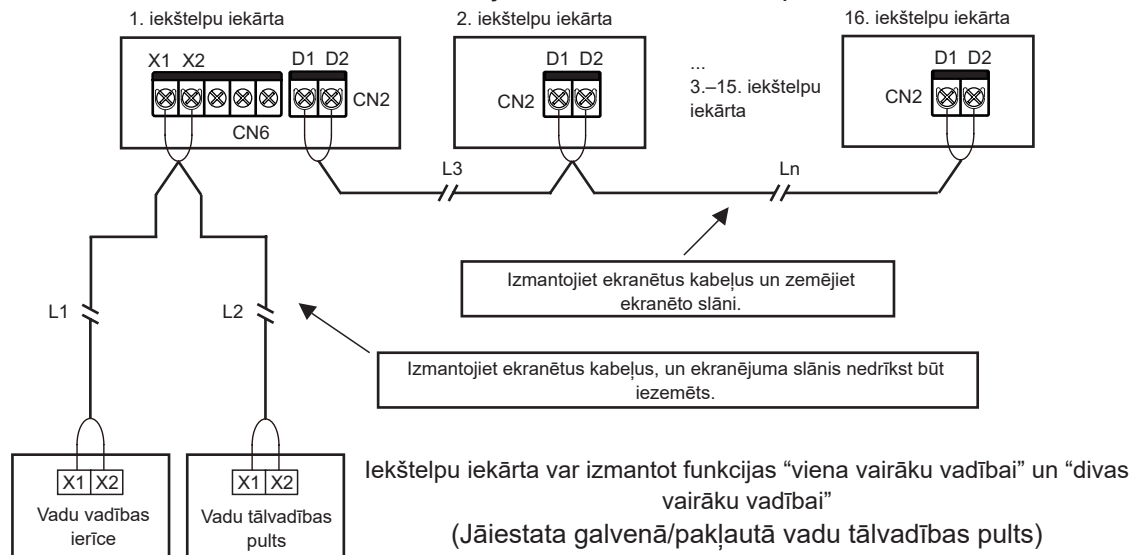 1. iekštelpu iekārta
2. iekštelpu iekārta
16. iekštelpu iekārta
X1 X2
D1 D2
CN2
CN6
D1 D2
CN2
...
3.–15. iekštelpu
iekārta
D1 D2
CN2
L3
Ln
Izmantojiet ekranētus kabeļus un zemējiet
ekranēto slāni.
L1
L2
Izmantojiet ekranētus kabeļus, un ekranējuma slānis nedrīkst būt
iezemēts.
X1 X2
Vadu vadības
ierīce
X1 X2
Vadu tālvadības
pults
Iekštelpu iekārta var izmantot funkcijas “viena vairāku vadībai” un “divas
vairāku vadībai”
(Jāiestata galvenā/pakļautā vadu tālvadības pults)